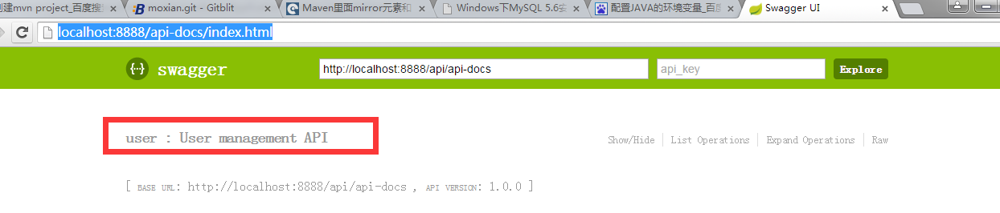 建mvn project_百度搜
moxian.git - Gitblit
Maven里面mirror元素和
Windows下MySQL 5.6安
配置JAVA的环境变量_百度
Swagger UI
localhost:8888/api-docs/index.html
swagger
http://localhost:8888/api/api-docs
api_key
Explore
user : User management API
Show/Hide
List Operations
Expand Operations
Raw
[ BASE URL: http://localhost:8888/api/api-docs , API VERSION: 1.0.0 ]